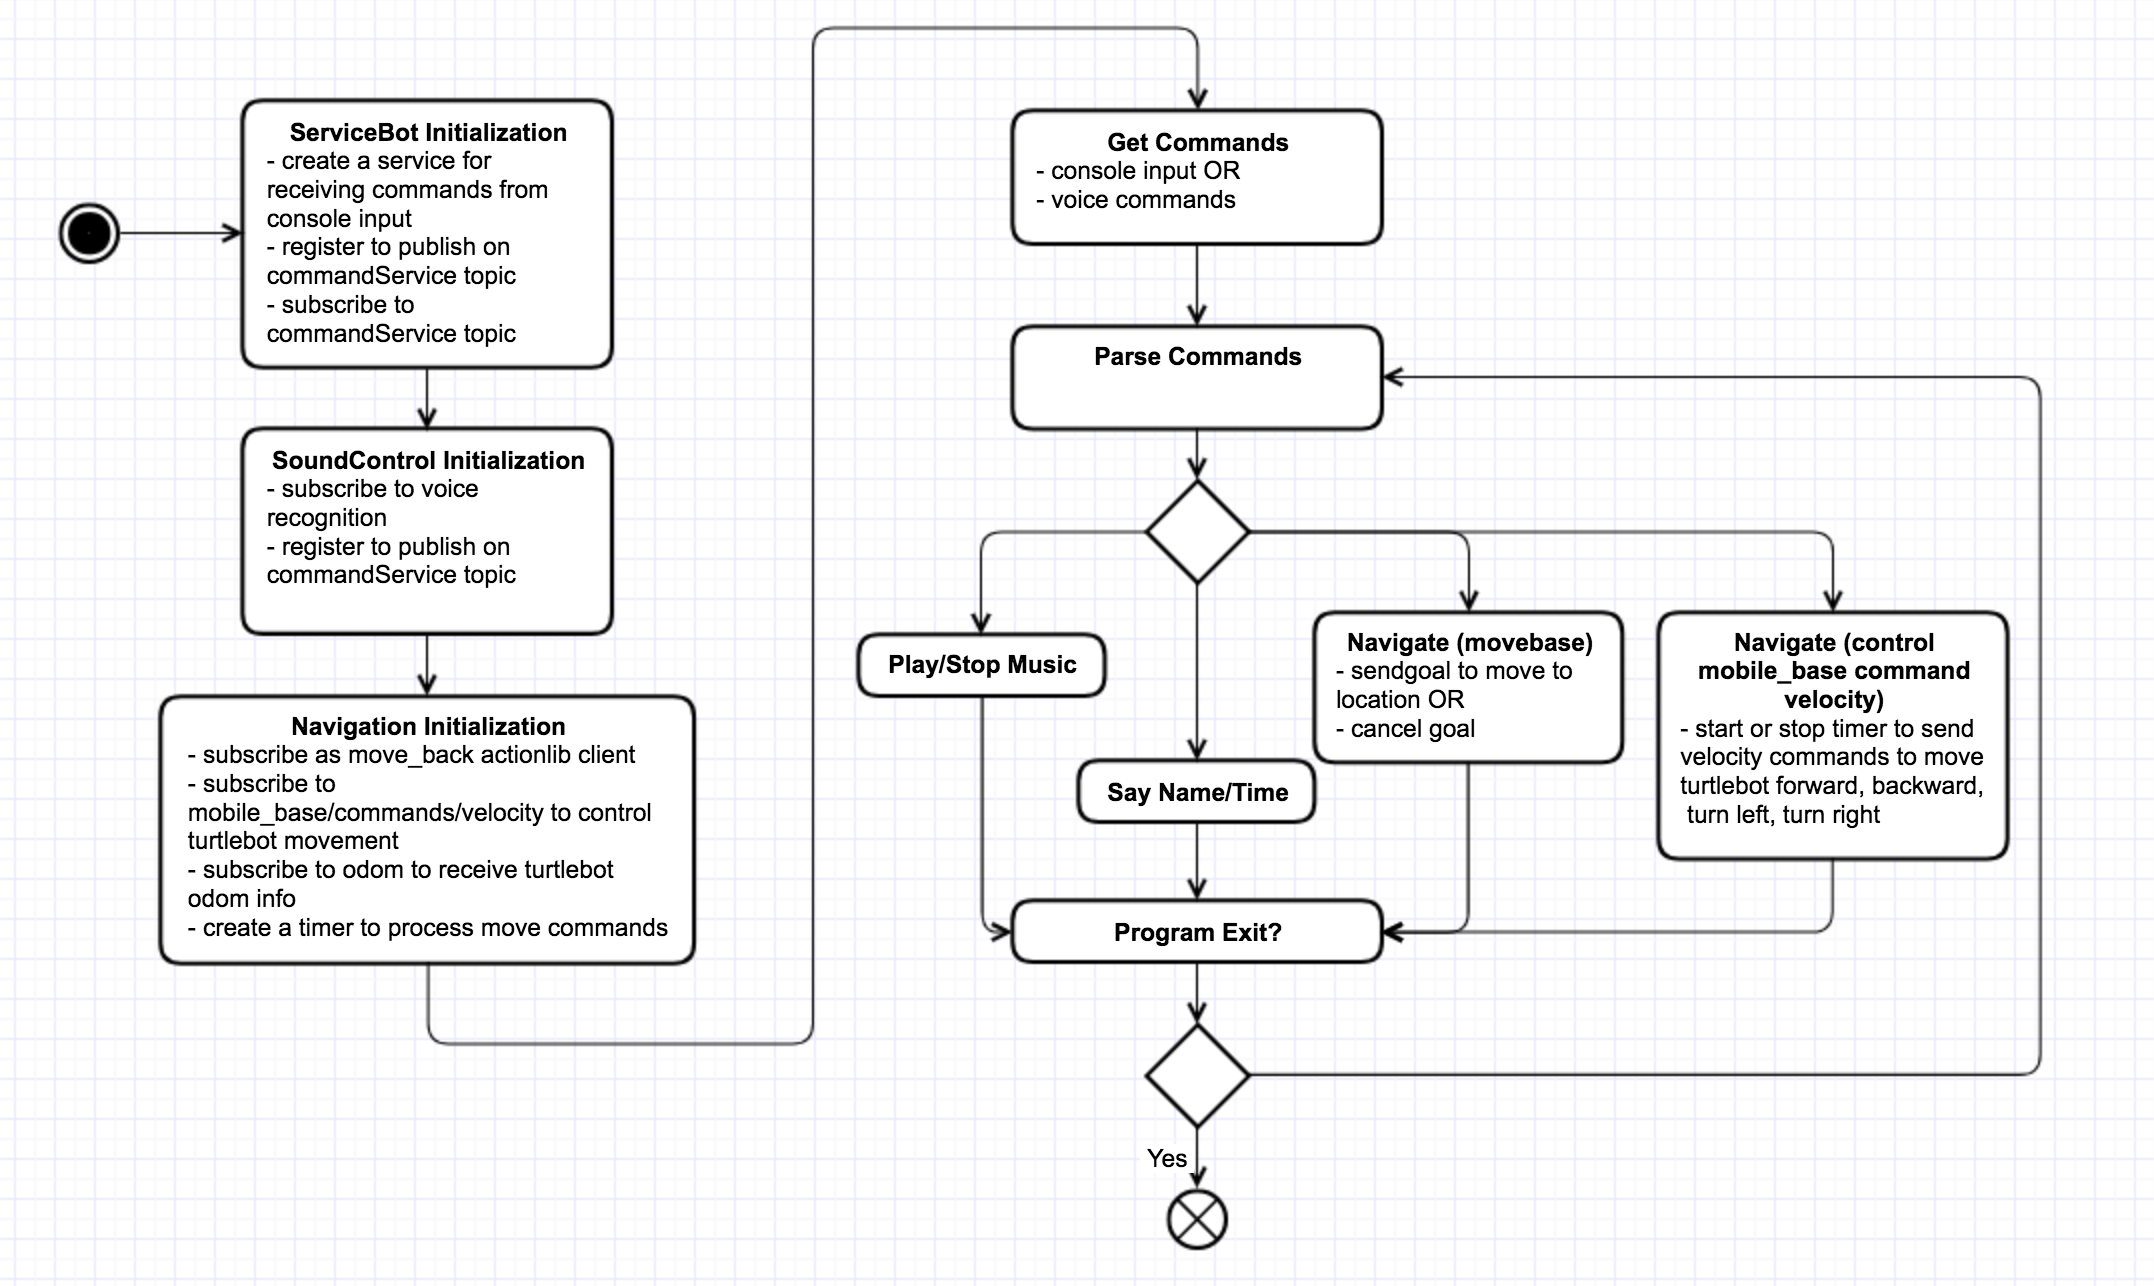 ServiceBot Initialization
- create a service for
receiving commands from
console input
- register to publish on
commandService topic
- subscribe to
commandService topic
SoundControl Initialization
- subscribe to voice
recognition
- register to publish on
commandService topic
Navigation Initialization
- subscribe as move_back actionlib client
- subscribe to
mobile_base/commands/velocity to control
turtlebot movement
- subscribe to odom to receive turtlebot
odom info
- create a timer to process move commands
Get Commands
- console input OR
- voice commands
Parse Commands
Play/Stop Music
Say Name/Time
Navigate (movebase)
- sendgoal to move to
location OR
- cancel goal
Navigate (control
mobile_base command
velocity)
- start or stop timer to send
velocity commands to move
turtlebot forward, backward,
turn left, turn right
Program Exit?
Yes